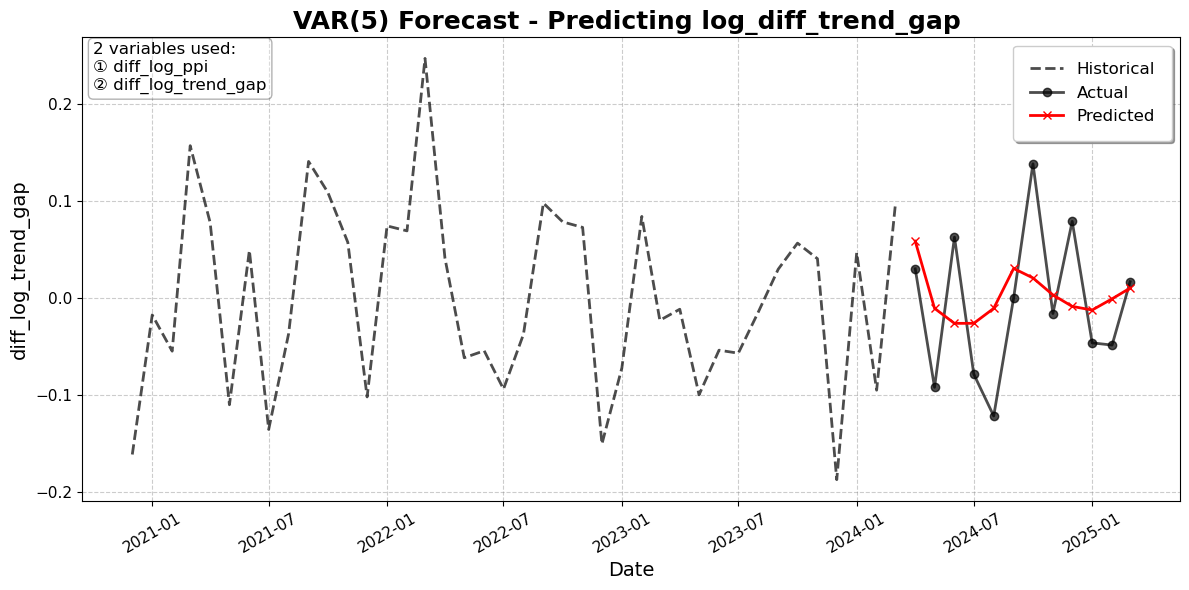 VAR(5) Forecast - Predicting log_diff_trend_gap
2 variables used:
① diff_log_ppi
② diff_log_trend_gap
Historical
Actual
Predicted
diff_log_trend_gap
0.2
0.1
0.0
−0.1
−0.2
2021-01
2021-07
2022-01
2022-07
2023-01
2023-07
2024-01
2024-07
2025-01
Date